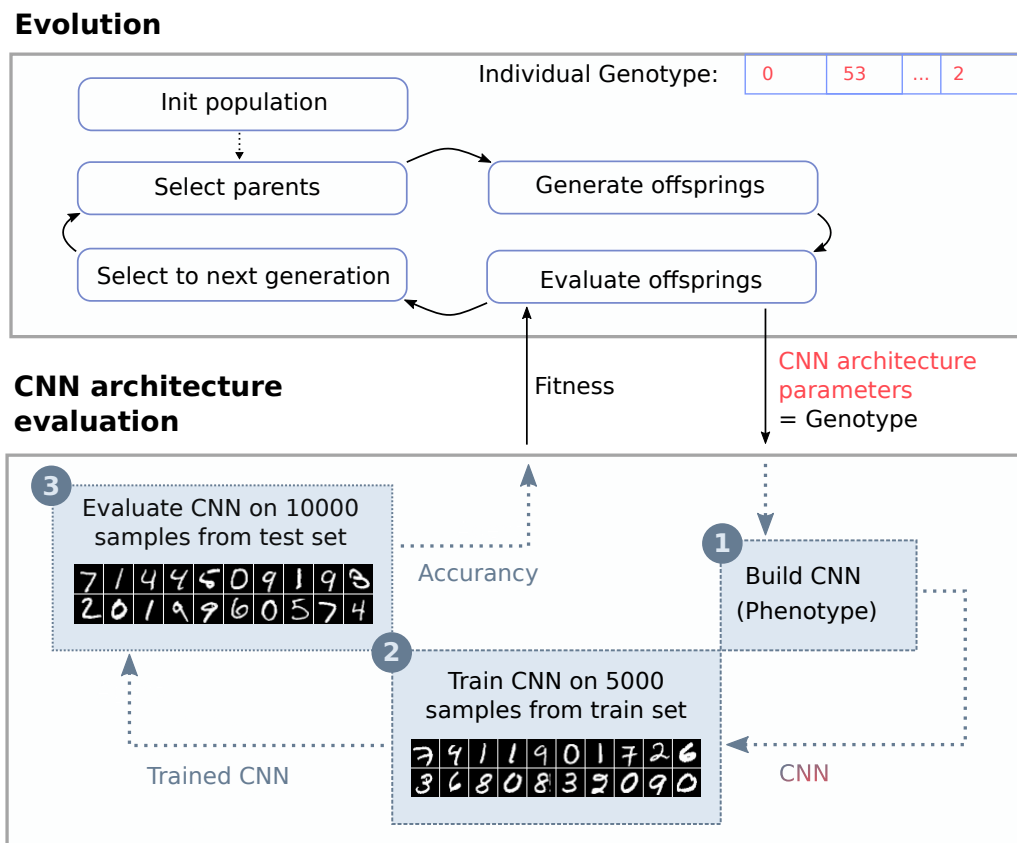 Evolution
Individual Genotype:
0 53 ... 2
Init population
Select parents
Generate offsprings
Select to next generation
Evaluate offsprings
CNN architecture
evaluation
Fitness
CNN architecture
parameters
= Genotype
3
Evaluate CNN on 10000
samples from test set
7 1 4 4 5 0 9 1 9 3
2 0 1 9 9 6 0 5 7 4
Accurancy
1
Build CNN
(Phenotype)
2
Train CNN on 5000
samples from train set
7 9 1 1 9 0 1 7 2 6
3 6 8 0 8 3 9 0 9 0
Trained CNN
CNN